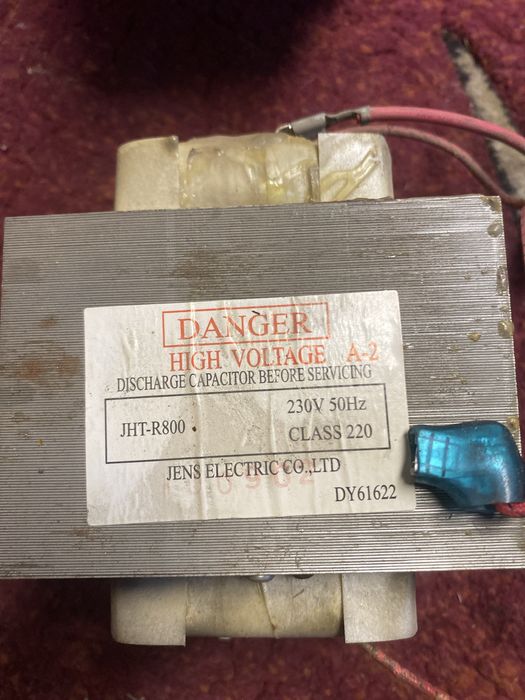 DANGER
HIGH VOLTAGE A-2
DISCHARGE CAPACITOR BEFORE SERVICING
JHT-R800
230V 50Hz
CLASS 220
JENS ELECTRIC CO.,LTD
DY61622